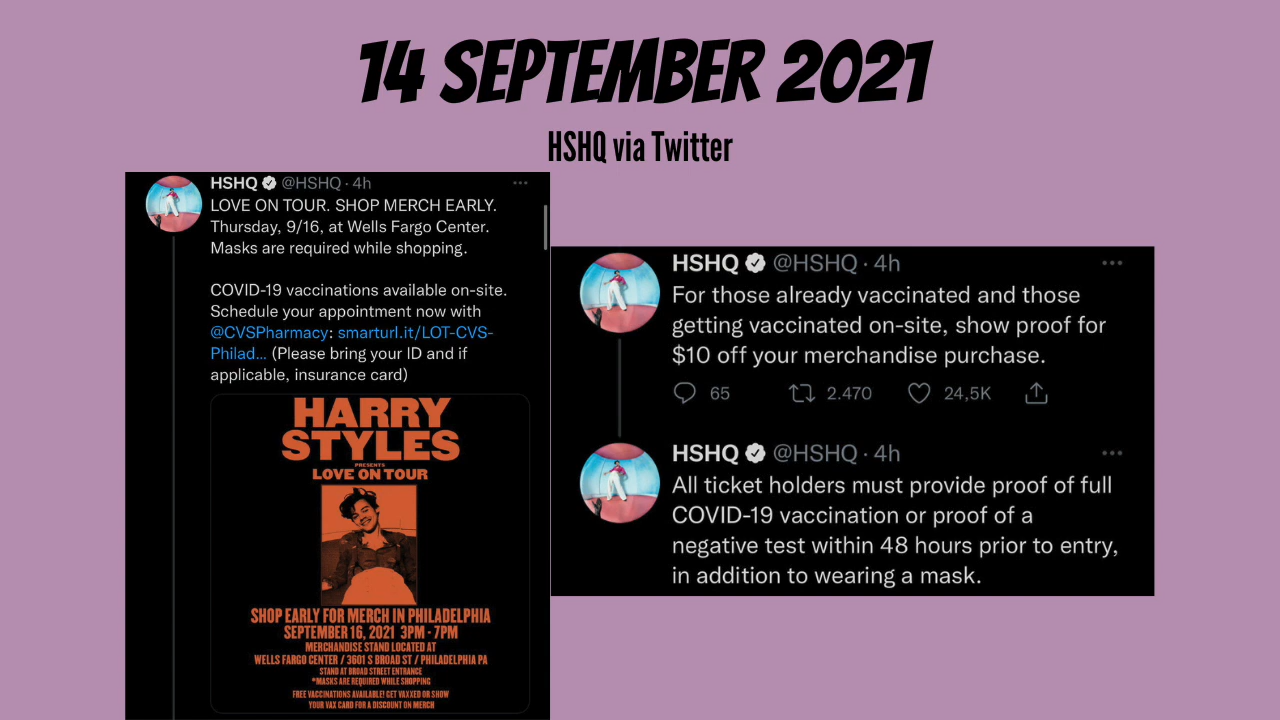 14 SEPTEMBER 2021
HSHQ via Twitter
HSHQ @HSHQ · 4h
LOVE ON TOUR. SHOP MERCH EARLY.
Thursday, 9/16, at Wells Fargo Center.
Masks are required while shopping.
COVID-19 vaccinations available on-site.
Schedule your appointment now with
@CVSPharmacy: smarturl.it/LOT-CVS-
Philad... (Please bring your ID and if
applicable, insurance card)
HARRY
STYLES
PRESENTS
LOVE ON TOUR
SHOP EARLY FOR MERCH IN PHILADELPHIA
SEPTEMBER 16, 2021 3PM - 7PM
MERCHANDISE STAND LOCATED AT
WELLS FARGO CENTER / 3601 S BROAD ST / PHILADELPHIA PA
STAND AT BROAD STREET ENTRANCE
*MASKS ARE REQUIRED WHILE SHOPPING
FREE VACCINATIONS AVAILABLE! GET VAXXED OR SHOW
YOUR VAX CARD FOR A DISCOUNT ON MERCH
HSHQ @HSHQ · 4h
For those already vaccinated and those
getting vaccinated on-site, show proof for
$10 off your merchandise purchase.
65 2.470 24,5K
HSHQ @HSHQ · 4h
All ticket holders must provide proof of full
COVID-19 vaccination or proof of a
negative test within 48 hours prior to entry,
in addition to wearing a mask.